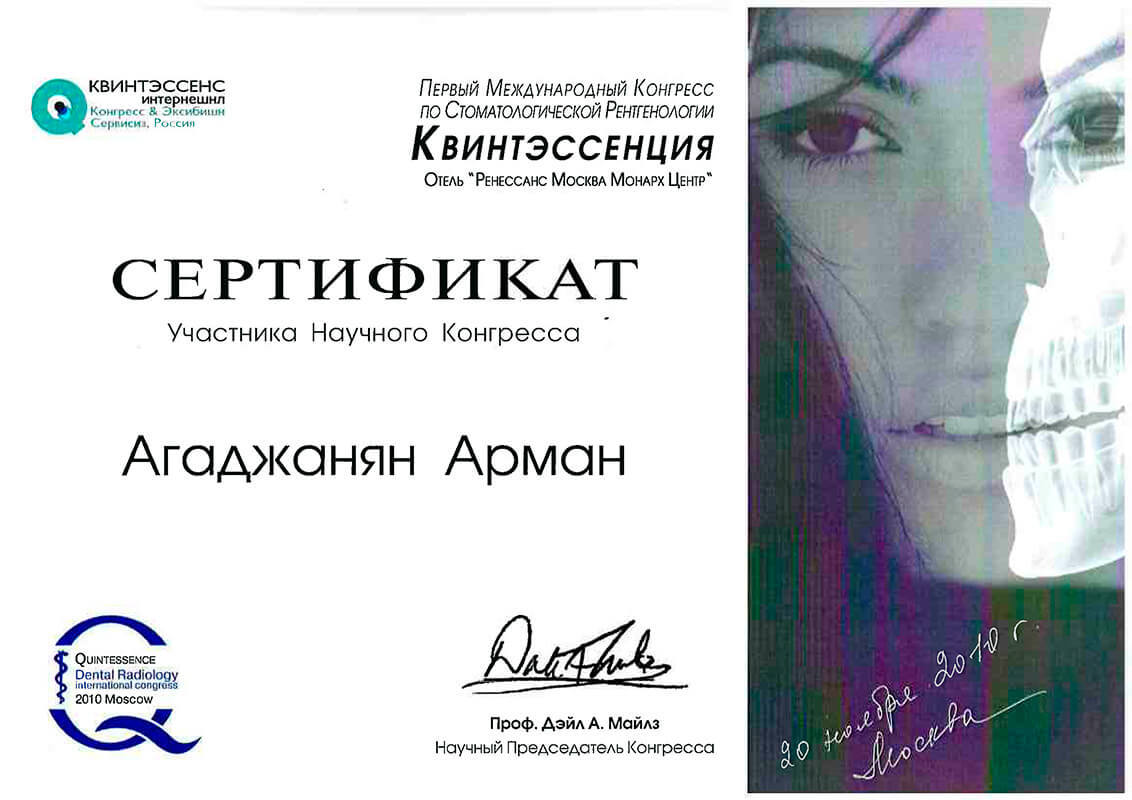 КВИНТЭССЕНС
интернешнл
Конгресс & Эксибишн
Сервисиз, Россия
Первый Международный Конгресс
по Стоматологической Рентгенологии
Квинтэссенция
Отель "Ренессанс Москва Монарх Центр"
СЕРТИФИКАТ
Участника Научного Конгресса
Агаджанян Арман
Quintessence
Dental Radiology
international congress
2010 Moscow
Проф. Дэйл А. Майлз
Научный Председатель Конгресса
20 ноября 2010 г.
Москва